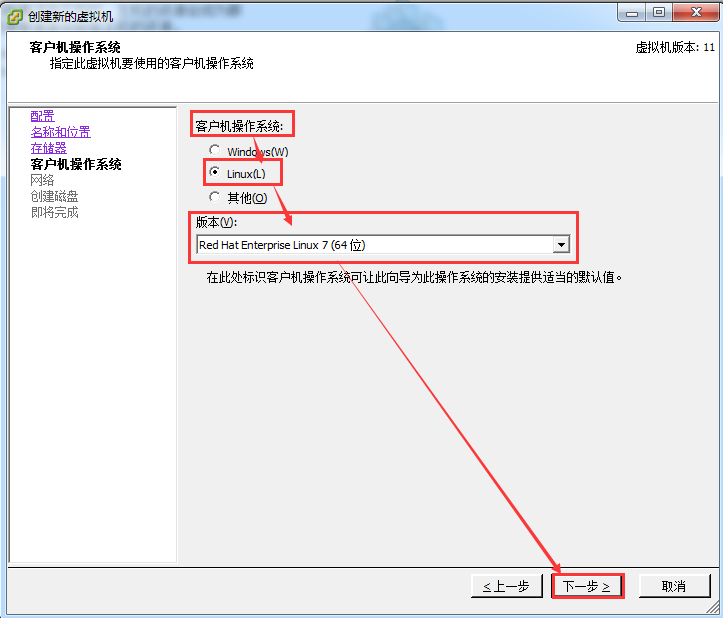 创建新的虚拟机
客户机操作系统
指定此虚拟机要使用的客户机操作系统
虚拟机版本: 11
配置
名称和位置
存储器
客户机操作系统
网络
创建磁盘
即将完成
客户机操作系统:
Windows(W)
Linux(L)
其他(O)
版本(V):
Red Hat Enterprise Linux 7 (64 位)
在此处标识客户机操作系统可让此向导为此操作系统的安装提供适当的默认值。
< 上一步
下一步 >
取消